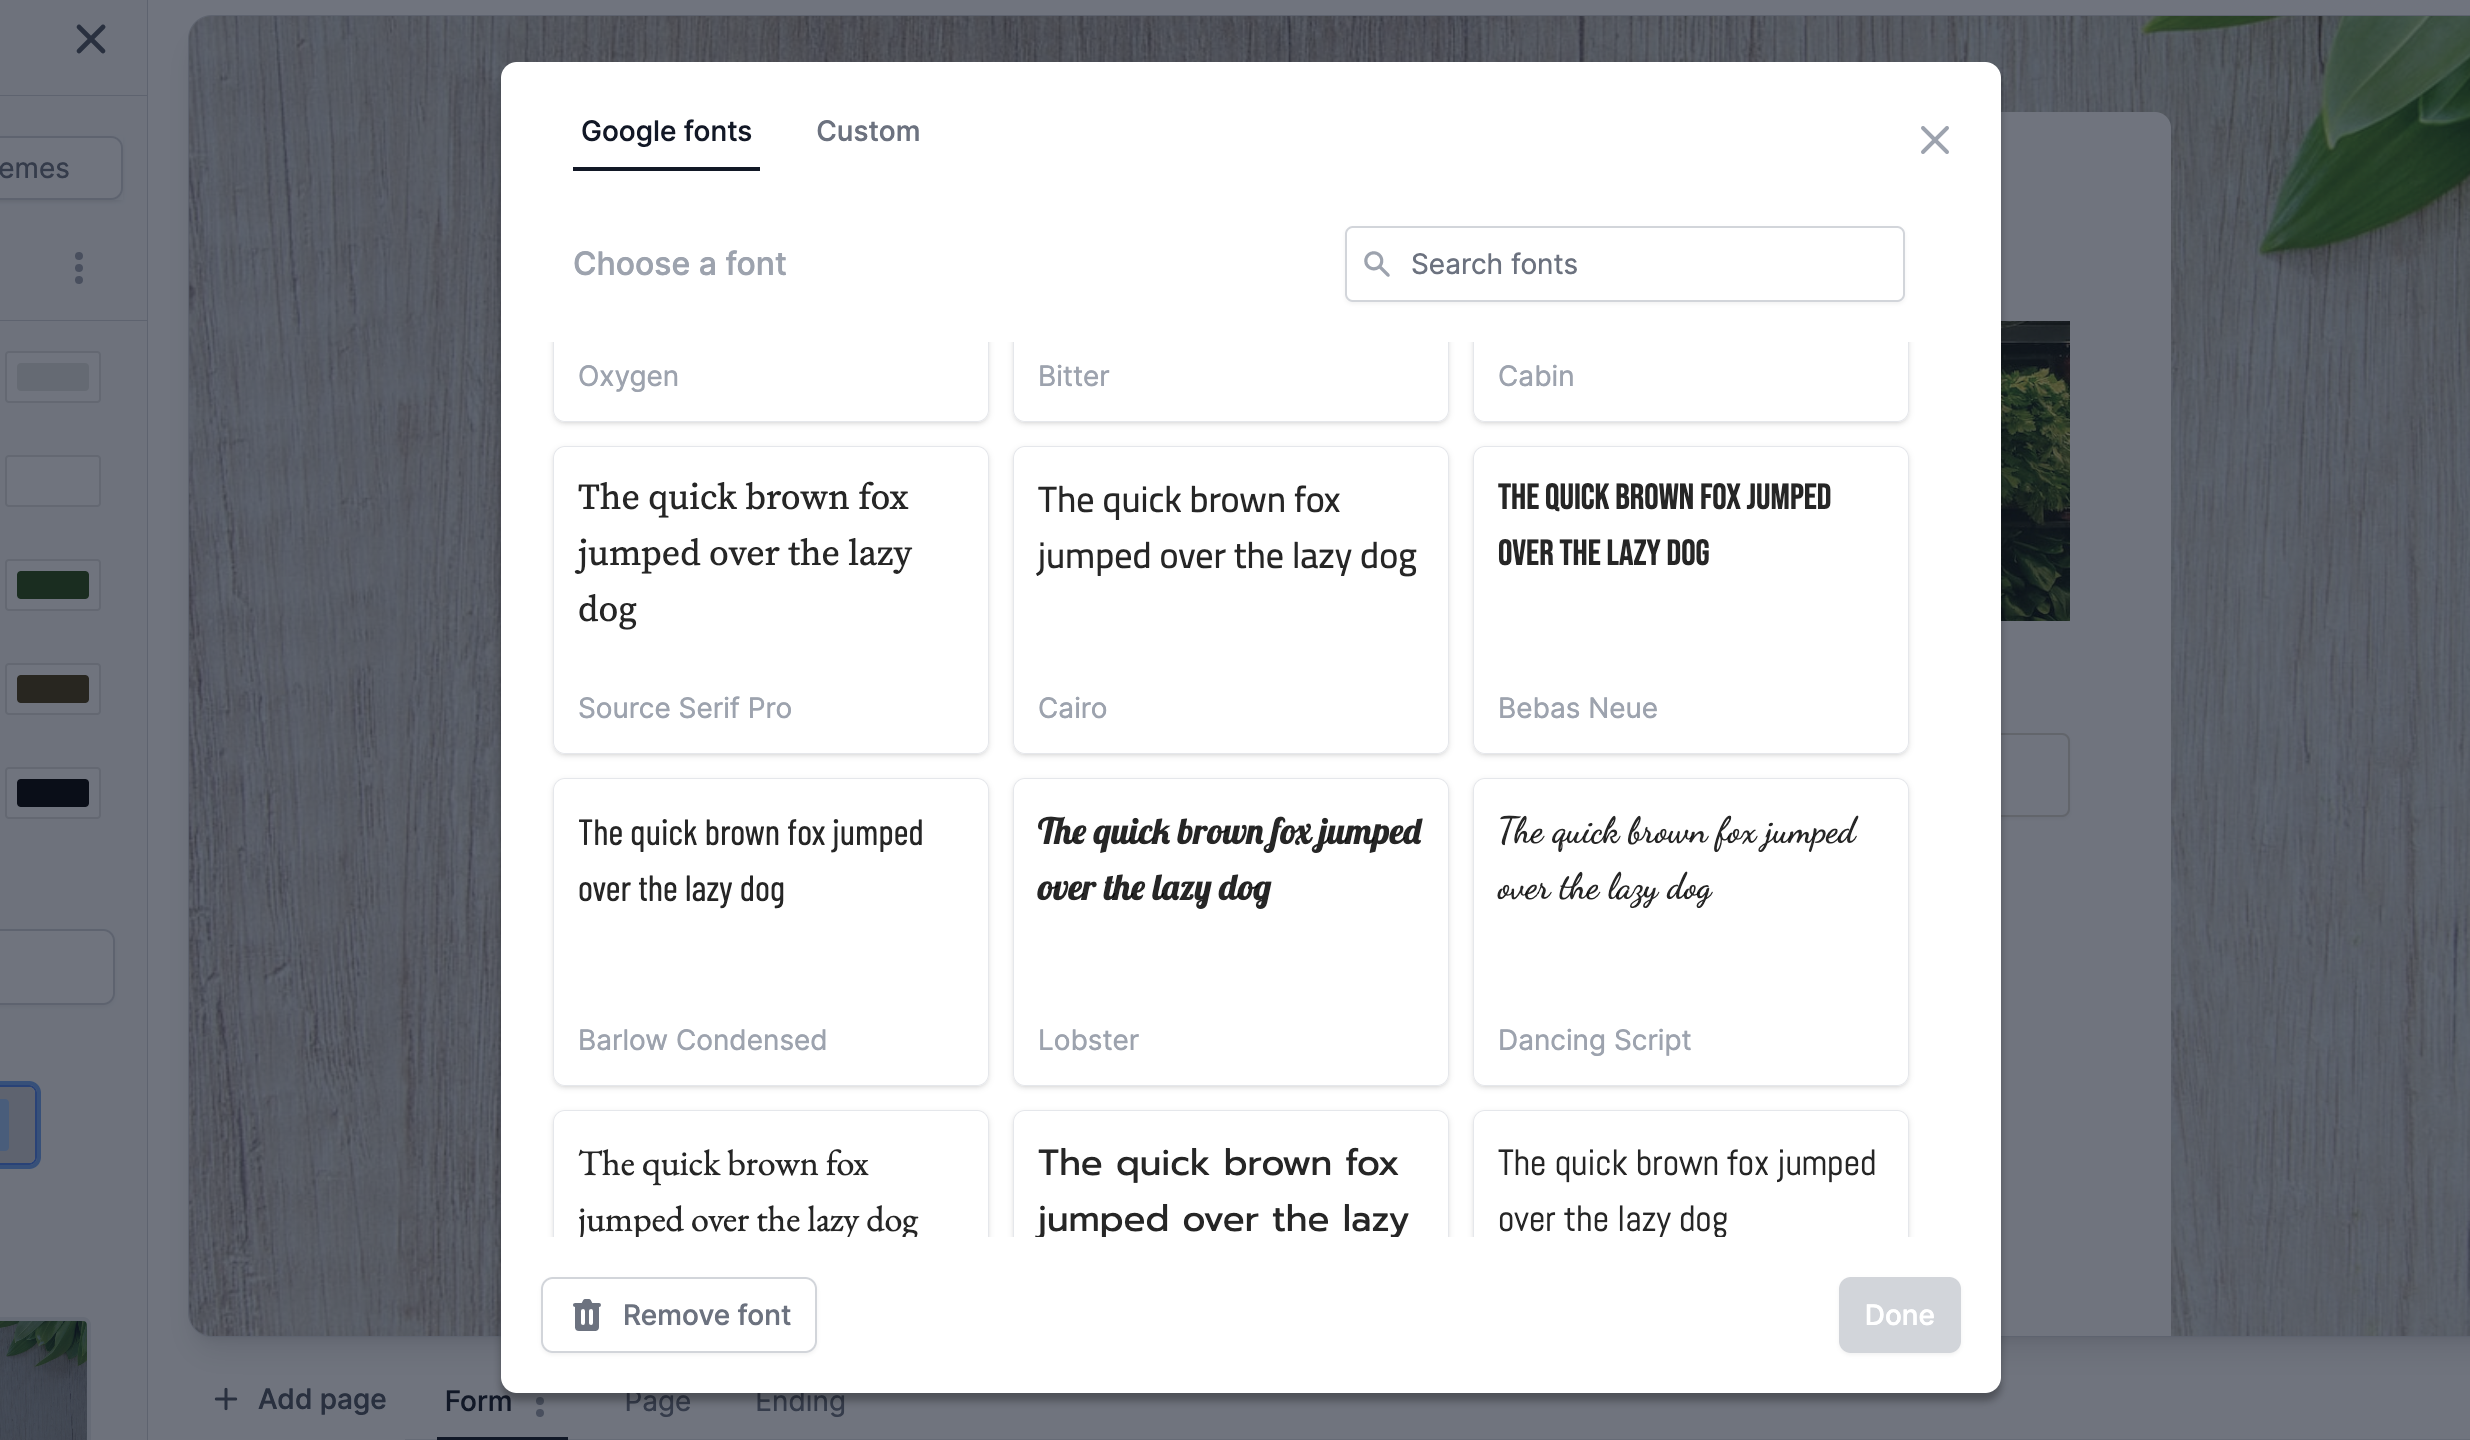 emes
Google fonts
Custom
Choose a font
Search fonts
Oxygen
Bitter
Cabin
The quick brown fox
jumped over the lazy
dog
Source Serif Pro
The quick brown fox
jumped over the lazy dog
Cairo
THE QUICK BROWN FOX JUMPED
OVER THE LAZY DOG
Bebas Neue
The quick brown fox jumped
over the lazy dog
Barlow Condensed
The quick brown fox jumped
over the lazy dog
Lobster
The quick brown fox jumped
over the lazy dog
Dancing Script
The quick brown fox
jumped over the lazy dog
The quick brown fox
jumped over the lazy
The quick brown fox jumped
over the lazy dog
Remove font
Done
Add page
Form
Page
Ending